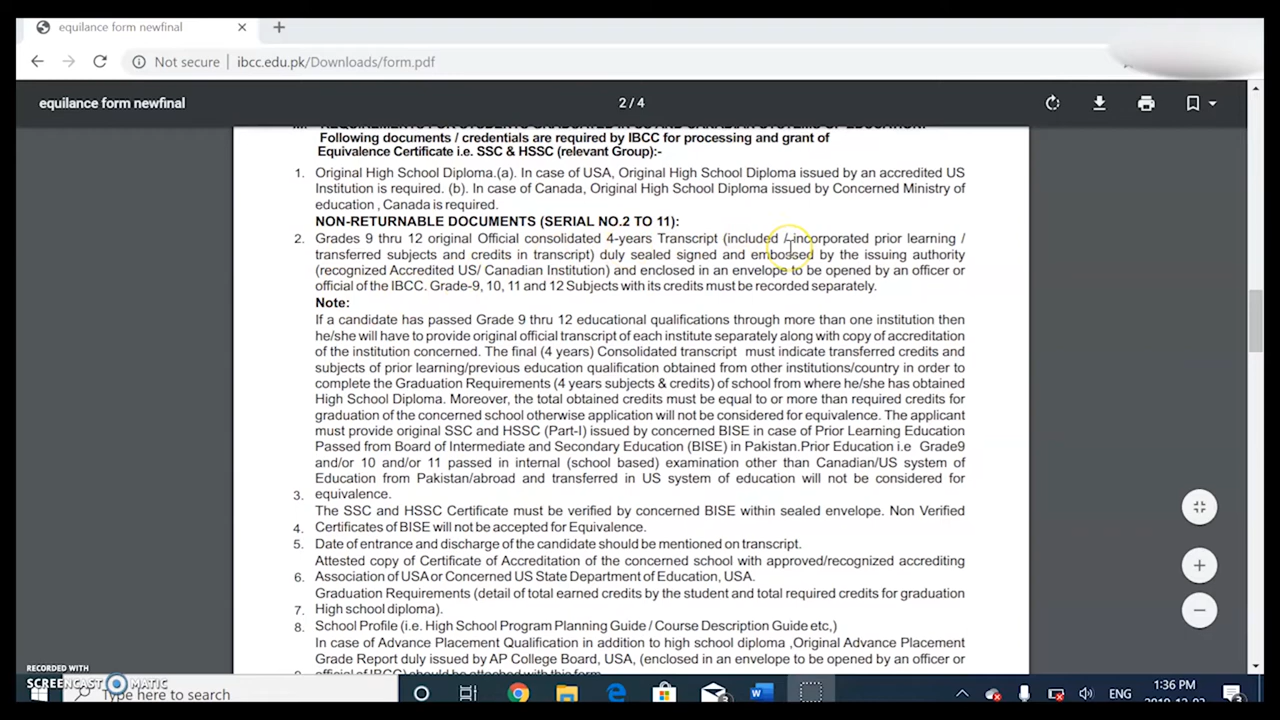 equilance form newfinal
Not secure ibcc.edu.pk/Downloads/form.pdf
equilance form newfinal 2 / 4
III. REQUIREMENTS FOR STUDENTS GRADUATED IN BOARD CANADIAN SYSTEMS OF EDUCATION:
Following documents / credentials are required by IBCC for processing and grant of
Equivalence Certificate i.e. SSC & HSSC (relevant Group):-
1. Original High School Diploma.(a). In case of USA, Original High School Diploma issued by an accredited US
Institution is required. (b). In case of Canada, Original High School Diploma issued by Concerned Ministry of
education , Canada is required.
NON-RETURNABLE DOCUMENTS (SERIAL NO.2 TO 11):
2. Grades 9 thru 12 original Official consolidated 4-years Transcript (included / incorporated prior learning /
transferred subjects and credits in transcript) duly sealed signed and embossed by the issuing authority
(recognized Accredited US/ Canadian Institution) and enclosed in an envelope to be opened by an officer or
official of the IBCC. Grade-9, 10, 11 and 12 Subjects with its credits must be recorded separately.
Note:
If a candidate has passed Grade 9 thru 12 educational qualifications through more than one institution then
he/she will have to provide original official transcript of each institute separately along with copy of accreditation
of the institution concerned. The final (4 years) Consolidated transcript must indicate transferred credits and
subjects of prior learning/previous education qualification obtained from other institutions/country in order to
complete the Graduation Requirements (4 years subjects & credits) of school from where he/she has obtained
High School Diploma. Moreover, the total obtained credits must be equal to or more than required credits for
graduation of the concerned school otherwise application will not be considered for equivalence. The applicant
must provide original SSC and HSSC (Part-I) issued by concerned BISE in case of Prior Learning Education
Passed from Board of Intermediate and Secondary Education (BISE) in Pakistan.Prior Education i.e Grade9
and/or 10 and/or 11 passed in internal (school based) examination other than Canadian/US system of
Education from Pakistan/abroad and transferred in US system of education will not be considered for
3. equivalence.
The SSC and HSSC Certificate must be verified by concerned BISE within sealed envelope. Non Verified
4. Certificates of BISE will not be accepted for Equivalence.
5. Date of entrance and discharge of the candidate should be mentioned on transcript.
Attested copy of Certificate of Accreditation of the concerned school with approved/recognized accrediting
6. Association of USA or Concerned US State Department of Education, USA.
Graduation Requirements (detail of total earned credits by the student and total required credits for graduation
7. High school diploma).
8. School Profile (i.e. High School Program Planning Guide / Course Description Guide etc,)
In case of Advance Placement Qualification in addition to high school diploma ,Original Advance Placement
Grade Report duly issued by AP College Board, USA, (enclosed in an envelope to be opened by an officer or
9. official of IBCC) should be attached with this form.
RECORDED WITH
SCREENCAST MATIC
Type here to search
ENG
1:36 PM